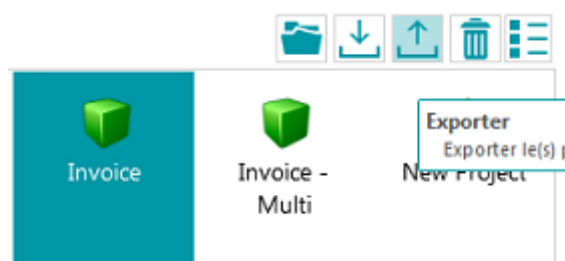 Exporter
Exporter le(s)
Invoice
Invoice -
Multi
New Project